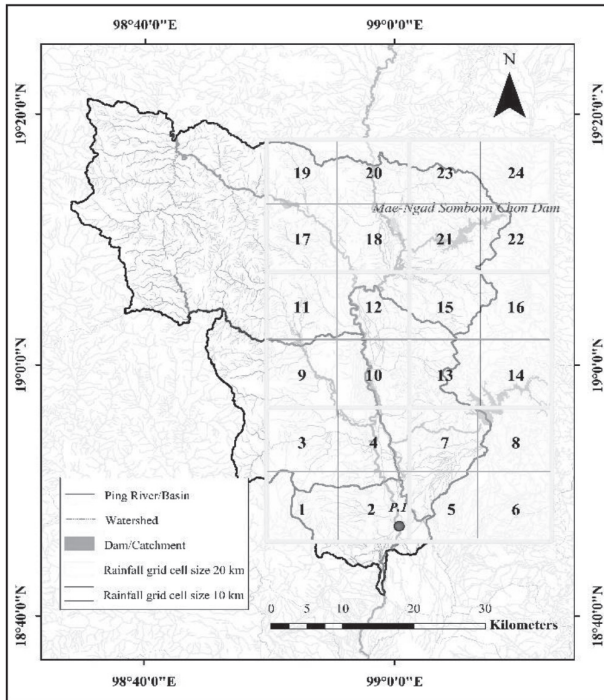 98°40'0"E 99°0'0"E
N
19°20'0"N 19°20'0"N
19 20 23 24
Mae-Ngad Somboon Chon Dam
17 18 21 22
11 12 15 16
19°0'0"N 19°0'0"N
9 10 13 14
3 4 7 8
Ping River/Basin
1 2 P.1 5 6
Watershed
Dam/Catchment
Rainfall grid cell size 20 km
Rainfall grid cell size 10 km
0 5 10 20 30 Kilometers
18°40'0"N 18°40'0"N
98°40'0"E 99°0'0"E